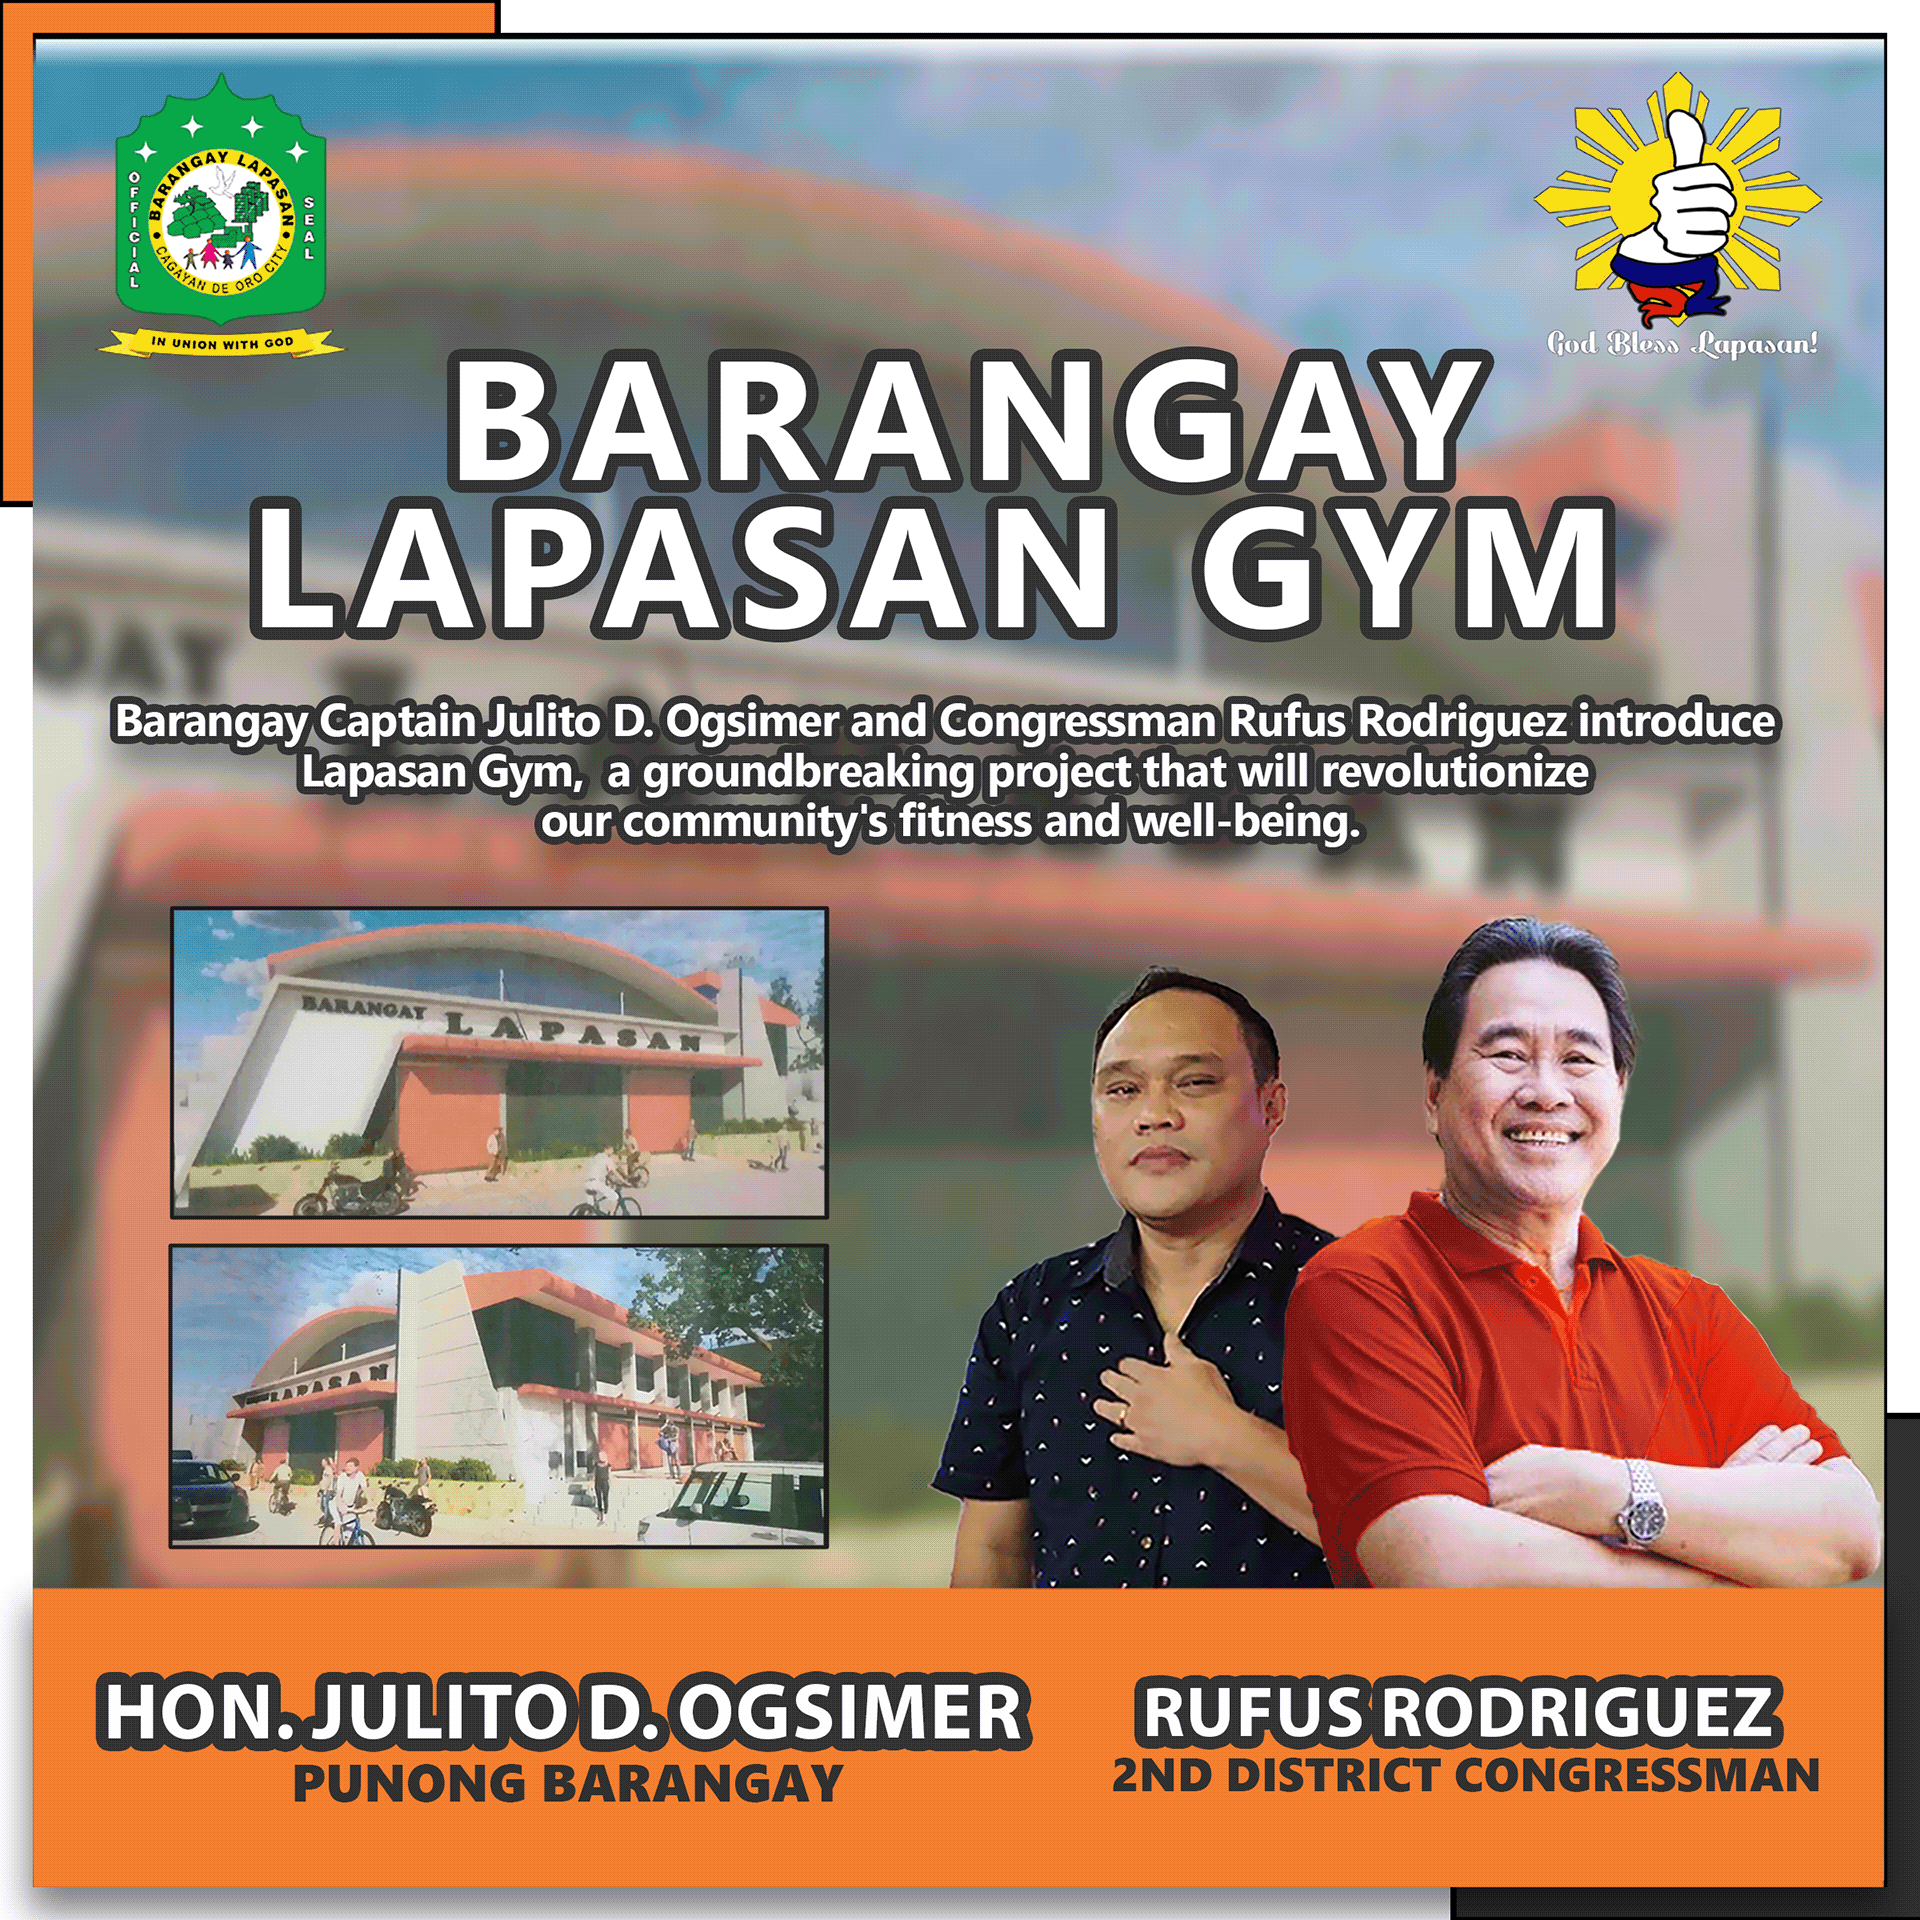 OFFICIAL
SEAL
BARANGAY LAPASAN
CAGAYAN DE ORO CITY
IN UNION WITH GOD
God Bless Lapasan!
BARANGAY
LAPASAN GYM
Barangay Captain Julito D. Ogsimer and Congressman Rufus Rodriguez introduce
Lapasan Gym, a groundbreaking project that will revolutionize
our community's fitness and well-being.
BARANGAY LAPASAN
LAPASAN
HON. JULITO D. OGSIMER
PUNONG BARANGAY
RUFUS RODRIGUEZ
2ND DISTRICT CONGRESSMAN